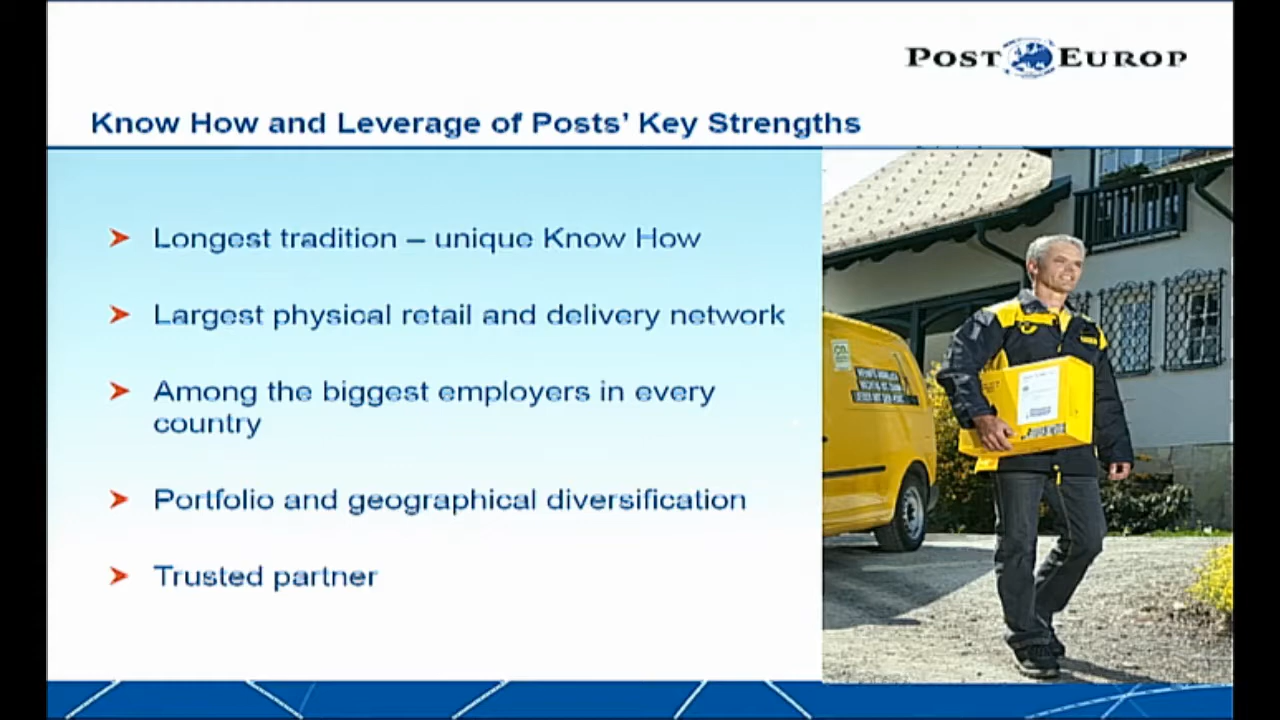 POST EUROP
Know How and Leverage of Posts' Key Strengths
Longest tradition – unique Know How
Largest physical retail and delivery network
Among the biggest employers in every
country
Portfolio and geographical diversification
Trusted partner